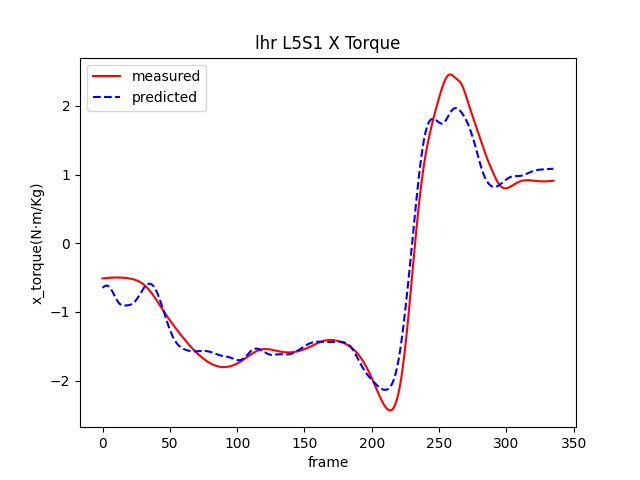 lhr L5S1 X Torque
measured
predicted
x_torque(N·m/Kg)
2
1
0
−1
−2
0
50
100
150
200
250
300
350
frame